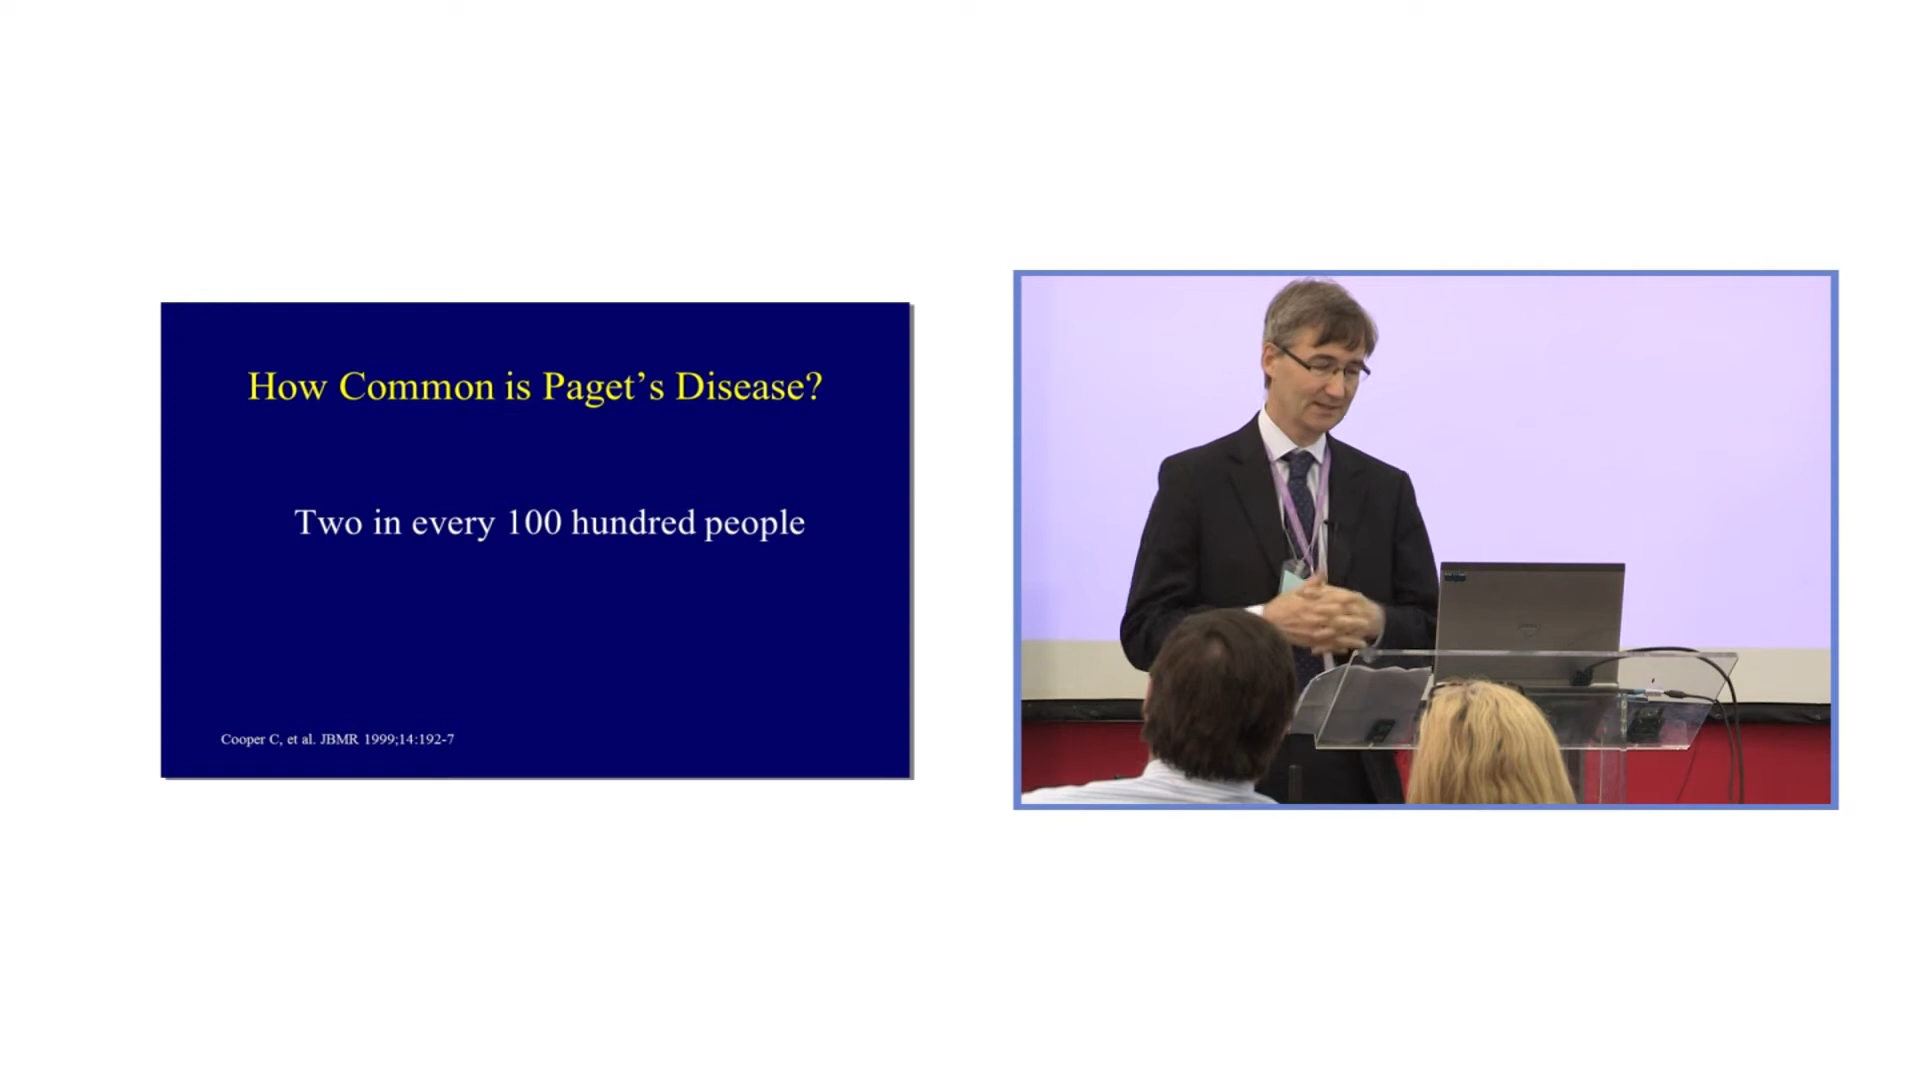 How Common is Paget's Disease?
Two in every 100 hundred people
Cooper C, et al. JBMR 1999;14:192-7